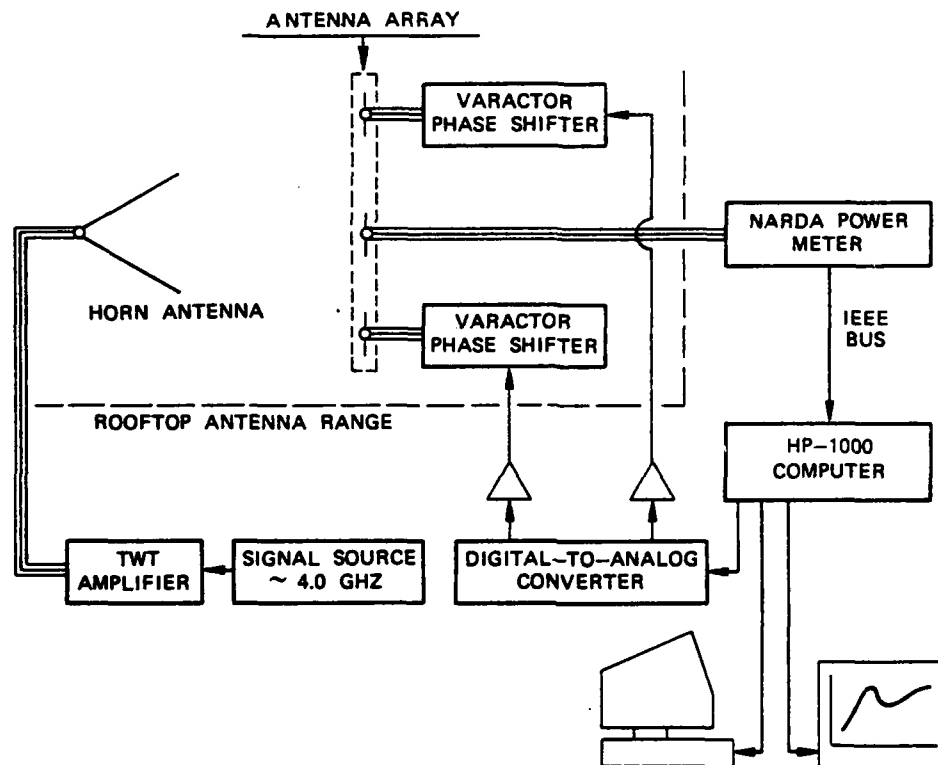 ANTENNA ARRAY
VARACTOR
PHASE SHIFTER
NARDA POWER
METER
HORN ANTENNA
VARACTOR
PHASE SHIFTER
IEEE
BUS
ROOFTOP ANTENNA RANGE
HP-1000
COMPUTER
TWT
AMPLIFIER
SIGNAL SOURCE
~ 4.0 GHZ
DIGITAL-TO-ANALOG
CONVERTER